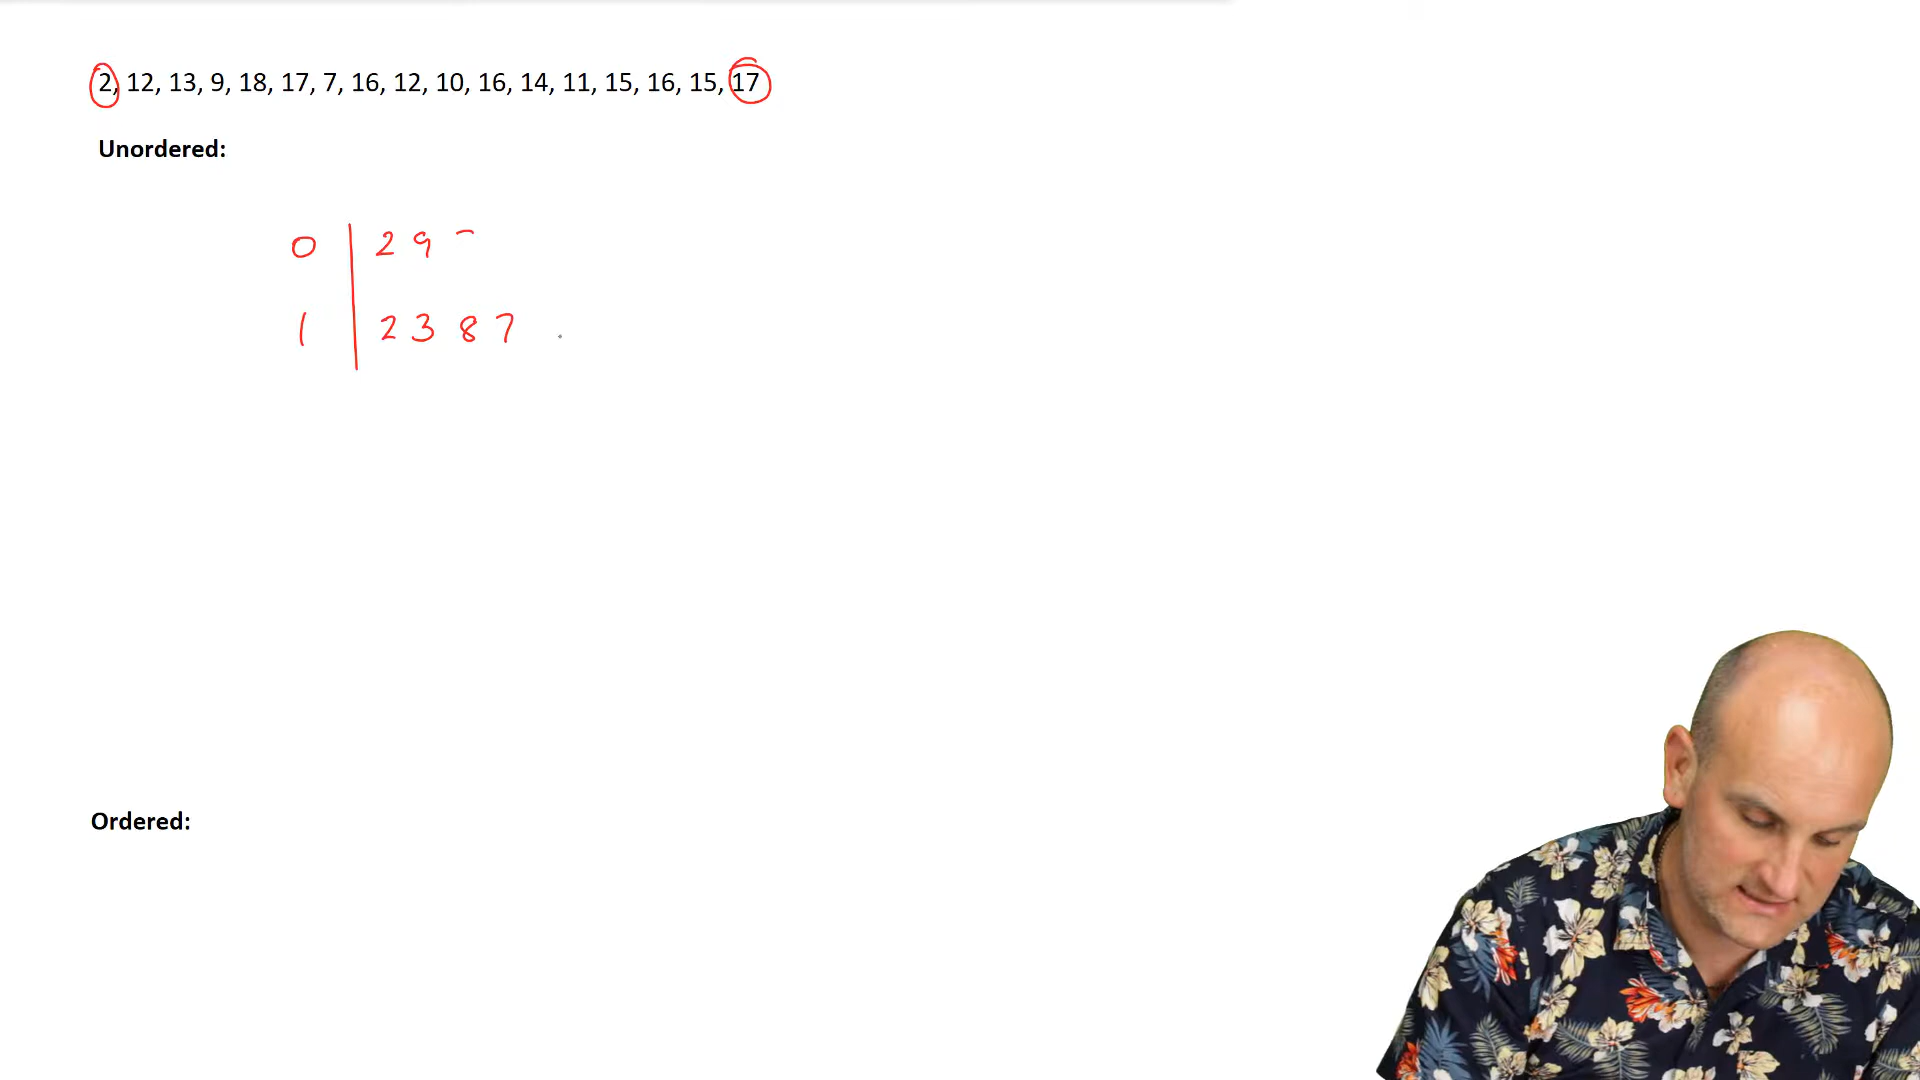 2, 12, 13, 9, 18, 17, 7, 16, 12, 10, 16, 14, 11, 15, 16, 15, 17
Unordered:
0 | 2 9
1 | 2 3 8 7
Ordered: